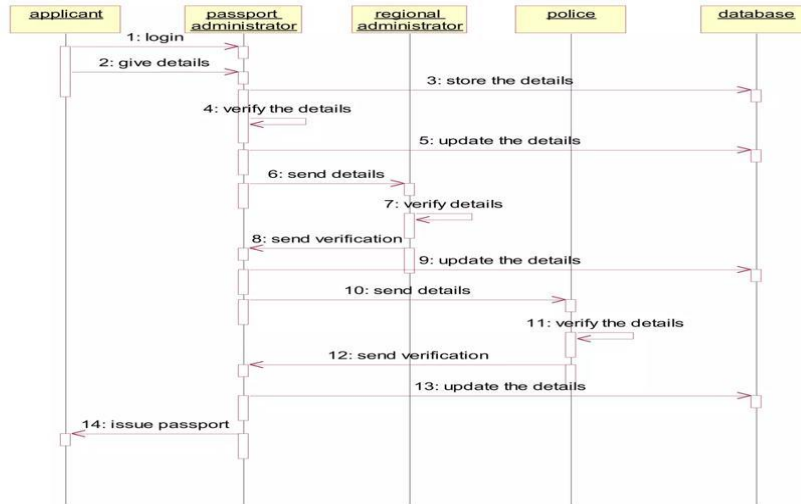 applicant
passport
administrator
regional
administrator
police
database
1: login
2: give details
3: store the details
4: verify the details
5: update the details
6: send details
7: verify details
8: send verification
9: update the details
10: send details
11: verify the details
12: send verification
13: update the details
14: issue passport